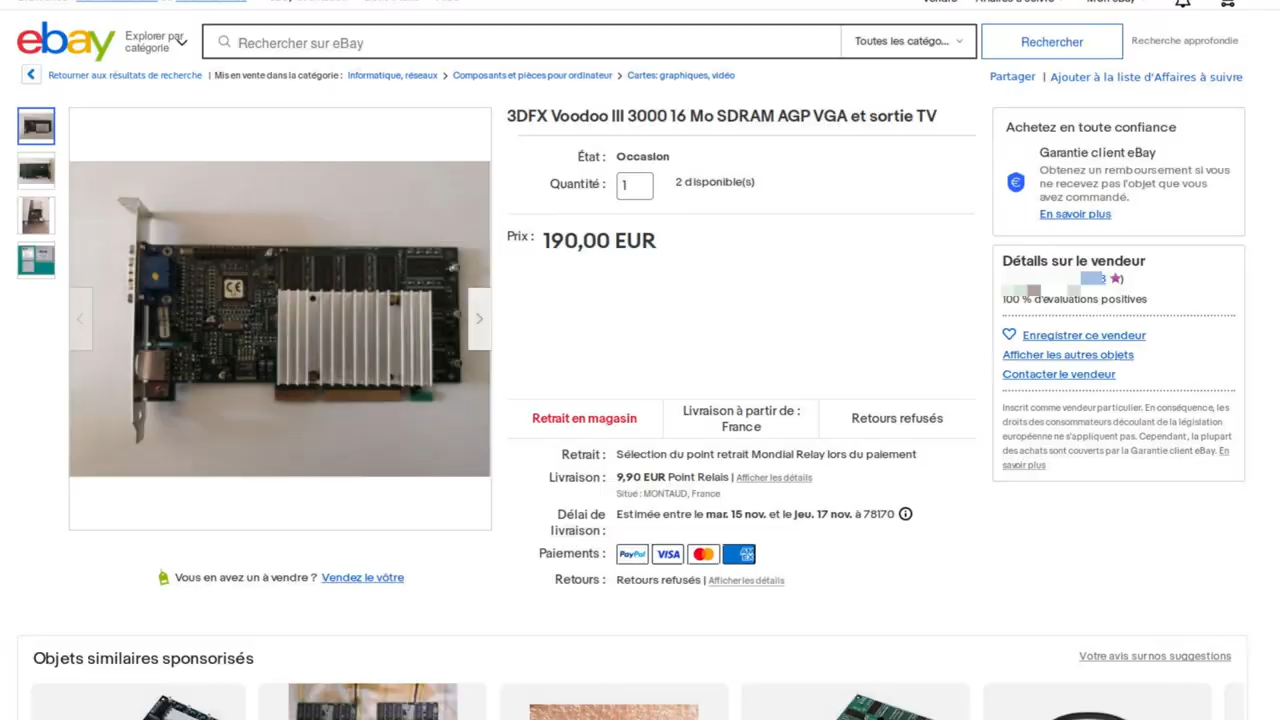 ebay
Explorer par
catégorie
Rechercher sur eBay
Toutes les catégo...
Rechercher
Recherche approfondie
Retourner aux résultats de recherche | Mis en vente dans la catégorie : Informatique, réseaux > Composants et pièces pour ordinateur > Cartes: graphiques, vidéo
Partager | Ajouter à la liste d'Affaires à suivre
3DFX Voodoo III 3000 16 Mo SDRAM AGP VGA et sortie TV
État : Occasion
Quantité : 1 2 disponible(s)
Prix : 190,00 EUR
Retrait en magasin
Livraison à partir de :
France
Retours refusés
Retrait : Sélection du point retrait Mondial Relay lors du paiement
Livraison : 9,90 EUR Point Relais | Afficher les détails
Situé : MONTAUD, France
Délai de
livraison :
Estimée entre le mar. 15 nov. et le jeu. 17 nov. à 78170
Paiements : PayPal VISA
Retours : Retours refusés | Afficher les détails
CE
Vous en avez un à vendre ? Vendez le vôtre
Achetez en toute confiance
Garantie client eBay
Obtenez un remboursement si vous
ne recevez pas l'objet que vous
avez commandé.
En savoir plus
Détails sur le vendeur
100 % d'évaluations positives
Enregistrer ce vendeur
Afficher les autres objets
Contacter le vendeur
Inscrit comme vendeur particulier. En conséquence, les
droits des consommateurs découlant de la législation
européenne ne s'appliquent pas. Cependant, la plupart
des achats sont couverts par la Garantie client eBay. En
savoir plus
Objets similaires sponsorisés
Votre avis sur nos suggestions